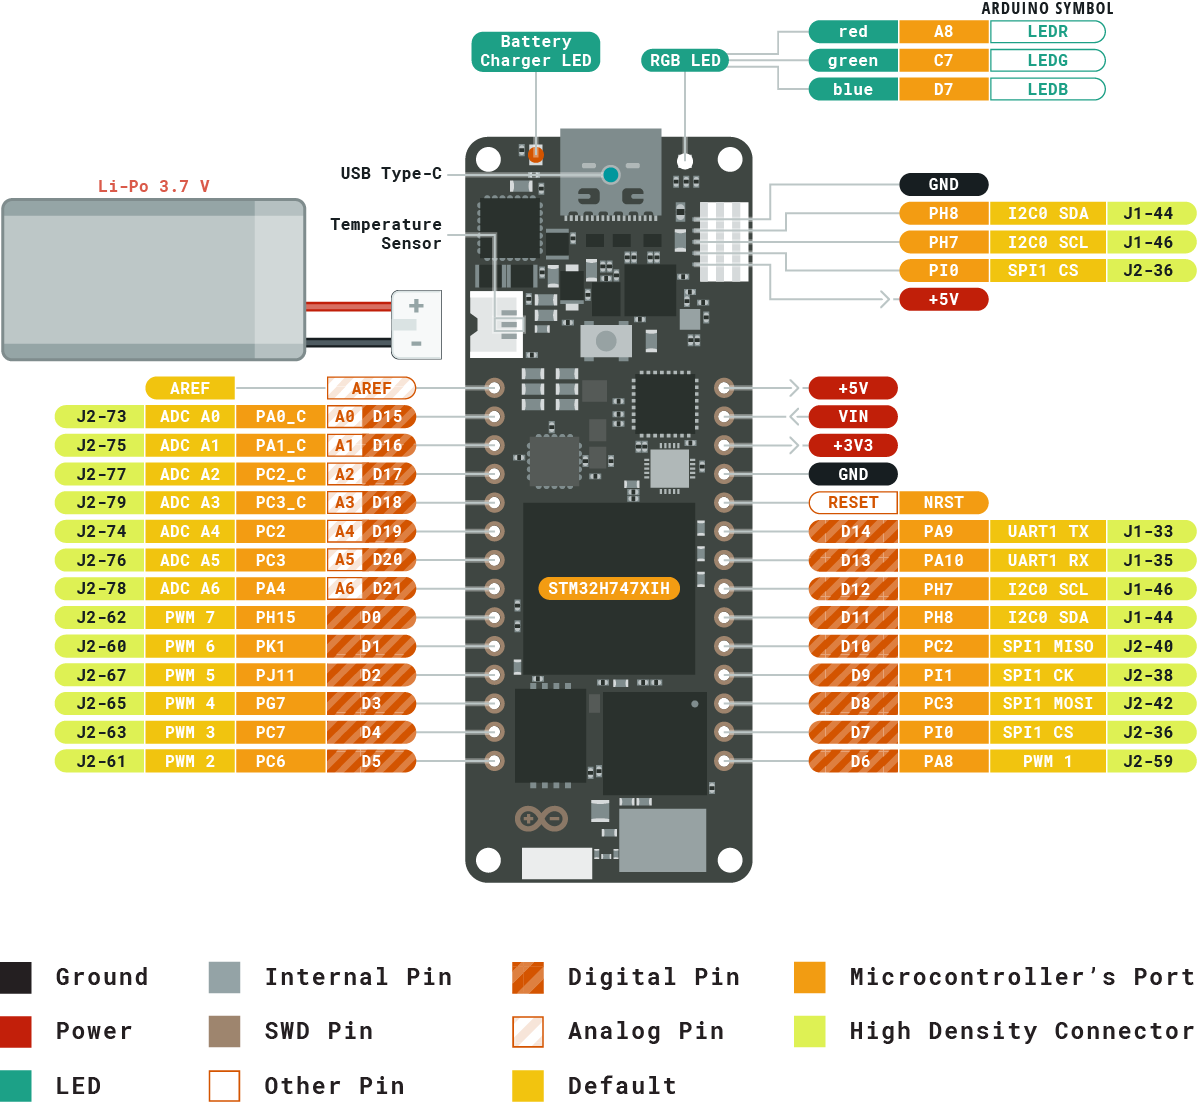 ARDUINO SYMBOL
red A8 LEDR
Battery
Charger LED
RGB LED
green C7 LEDG
blue D7 LEDB
USB Type-C
Li-Po 3.7 V
GND
PH8 I2C0 SDA J1-44
Temperature
Sensor
PH7 I2C0 SCL J1-46
PI0 SPI1 CS J2-36
+5V
+
-
AREF AREF
+5V
J2-73 ADC A0 PA0_C A0 D15
VIN
J2-75 ADC A1 PA1_C A1 D16
+3V3
J2-77 ADC A2 PC2_C A2 D17
GND
J2-79 ADC A3 PC3_C A3 D18
RESET NRST
J2-74 ADC A4 PC2 A4 D19
D14 PA9 UART1 TX J1-33
J2-76 ADC A5 PC3 A5 D20
D13 PA10 UART1 RX J1-35
J2-78 ADC A6 PA4 A6 D21
STM32H747XIH
D12 PH7 I2C0 SCL J1-46
J2-62 PWM 7 PH15 D0
D11 PH8 I2C0 SDA J1-44
J2-60 PWM 6 PK1 D1
D10 PC2 SPI1 MISO J2-40
J2-67 PWM 5 PJ11 D2
D9 PI1 SPI1 CK J2-38
J2-65 PWM 4 PG7 D3
D8 PC3 SPI1 MOSI J2-42
J2-63 PWM 3 PC7 D4
D7 PI0 SPI1 CS J2-36
J2-61 PWM 2 PC6 D5
D6 PA8 PWM 1 J2-59
Ground
Internal Pin
Digital Pin
Microcontroller’s Port
Power
SWD Pin
Analog Pin
High Density Connector
LED
Other Pin
Default